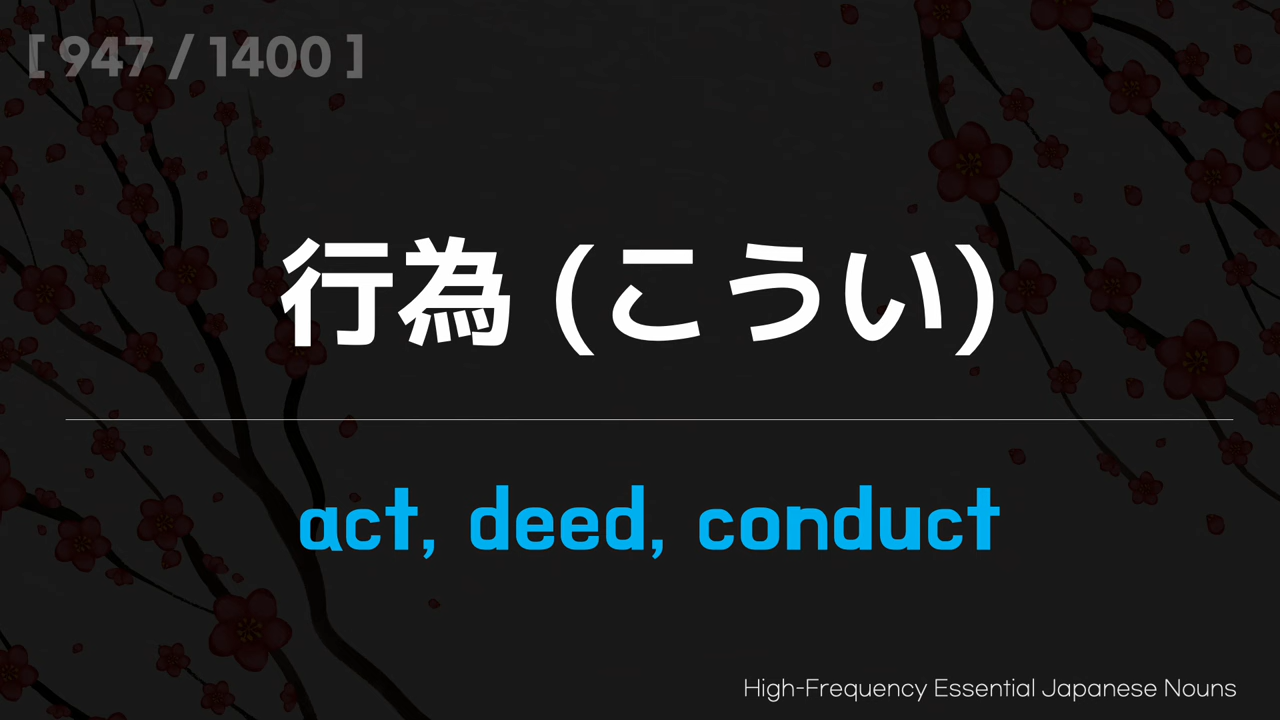 [ 947 / 1400 ]
行為 (こうい)
act, deed, conduct
High-Frequency Essential Japanese Nouns